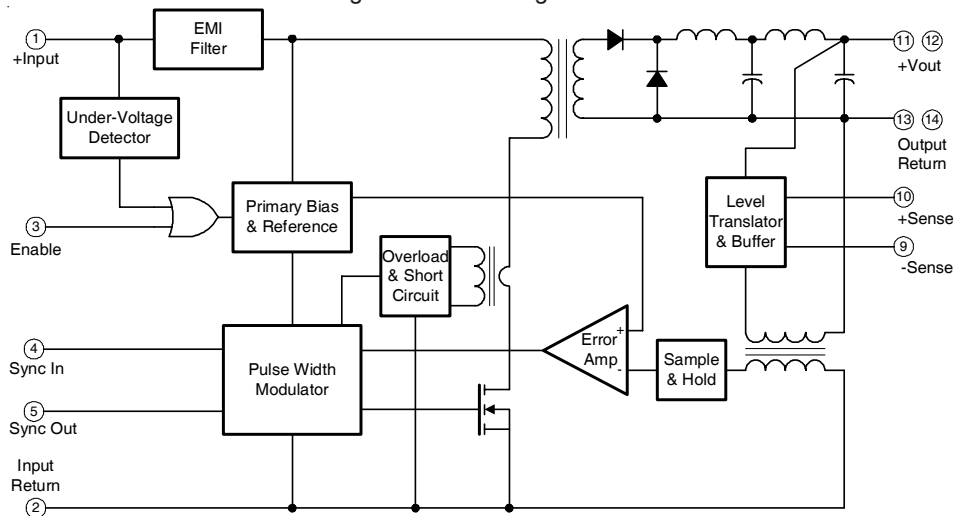 1
+Input
EMI
Filter
11 12
+Vout
Under-Voltage
Detector
13 14
Output
Return
3
Enable
Primary Bias
& Reference
Level
Translator
& Buffer
10
+Sense
9
-Sense
Overload
& Short
Circuit
4
Sync In
Pulse Width
Modulator
+
Error
Amp
-
Sample
& Hold
5
Sync Out
Input
Return
2